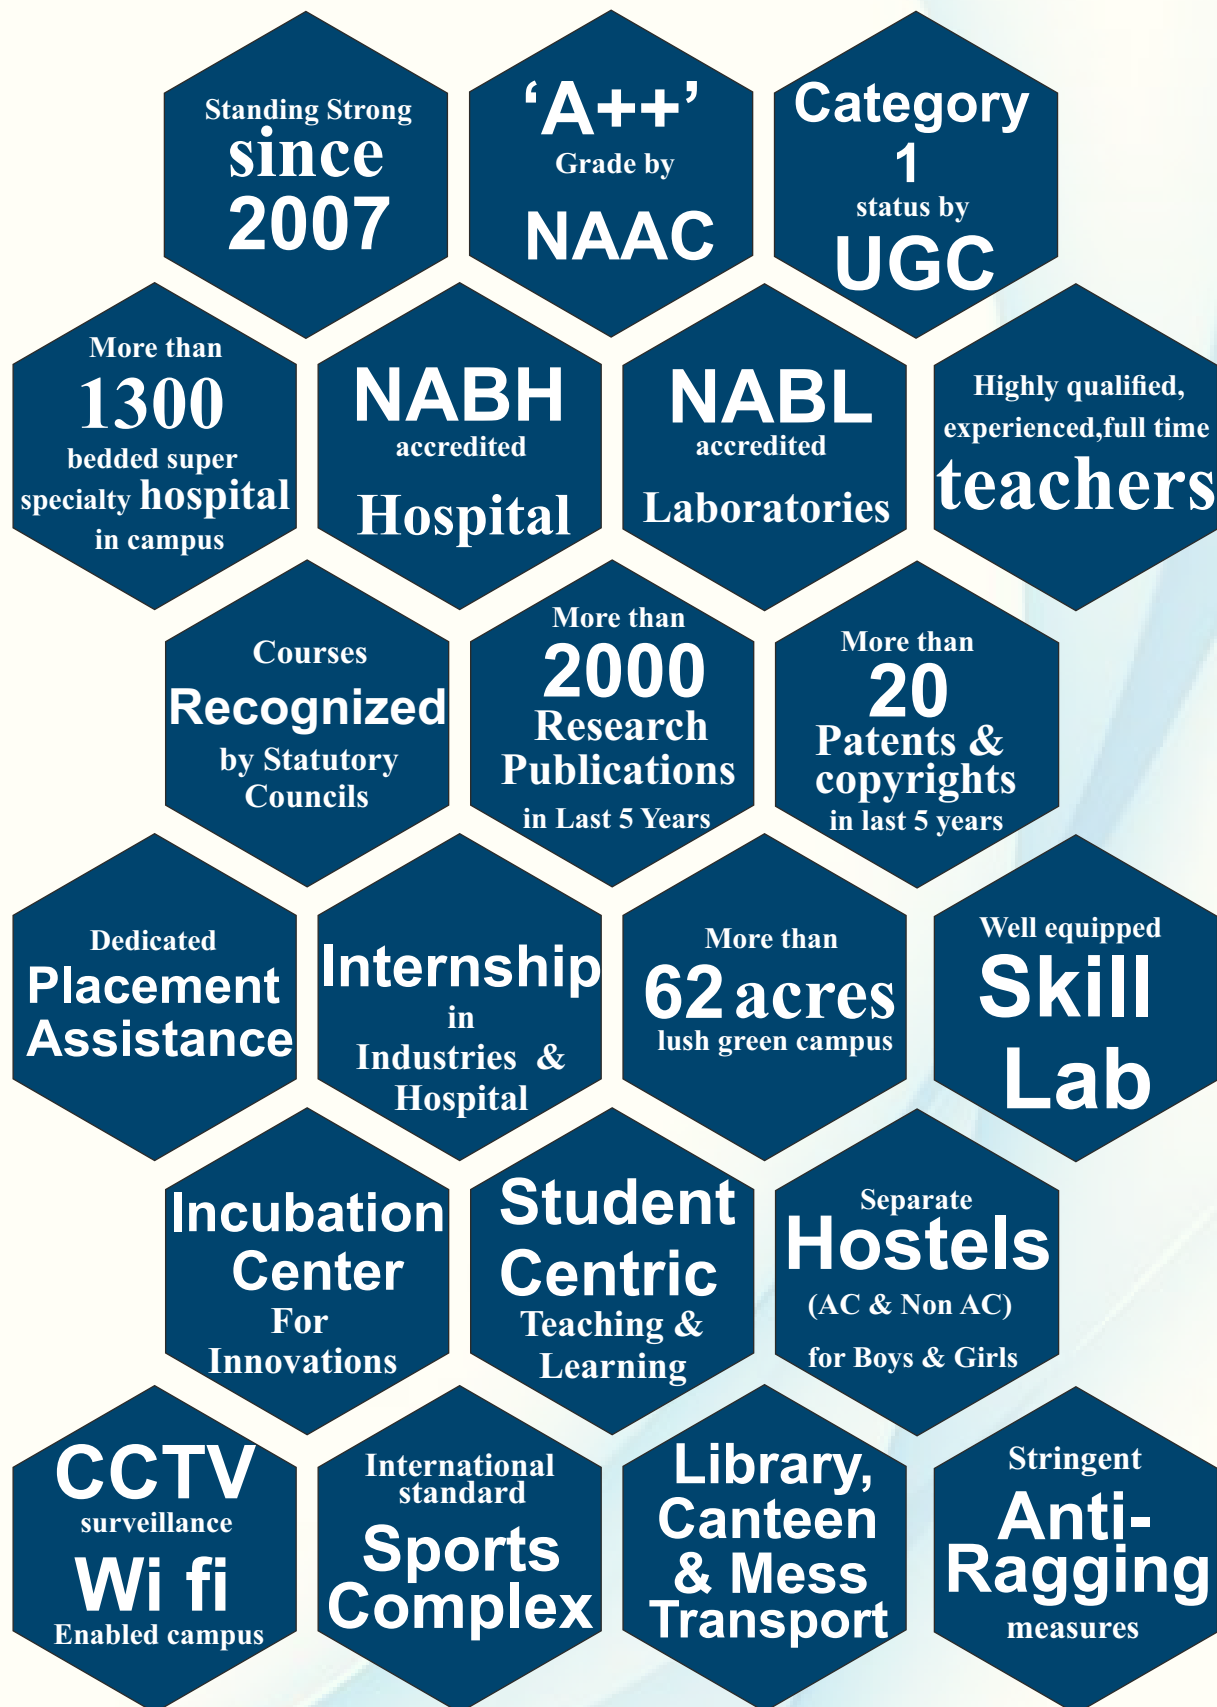 Standing Strong
since
2007
‘A++’
Grade by
NAAC
Category
1
status by
UGC
More than
1300
bedded super
specialty hospital
in campus
NABH
accredited
Hospital
NABL
accredited
Laboratories
Highly qualified,
experienced,full time
teachers
Courses
Recognized
by Statutory
Councils
More than
2000
Research
Publications
in Last 5 Years
More than
20
Patents &
copyrights
in last 5 years
Dedicated
Placement
Assistance
Internship
in
Industries &
Hospital
More than
62 acres
lush green campus
Well equipped
Skill
Lab
Incubation
Center
For
Innovations
Student
Centric
Teaching &
Learning
Separate
Hostels
(AC & Non AC)
for Boys & Girls
CCTV
surveillance
Wi fi
Enabled campus
International
standard
Sports
Complex
Library,
Canteen
& Mess
Transport
Stringent
Anti-
Ragging
measures